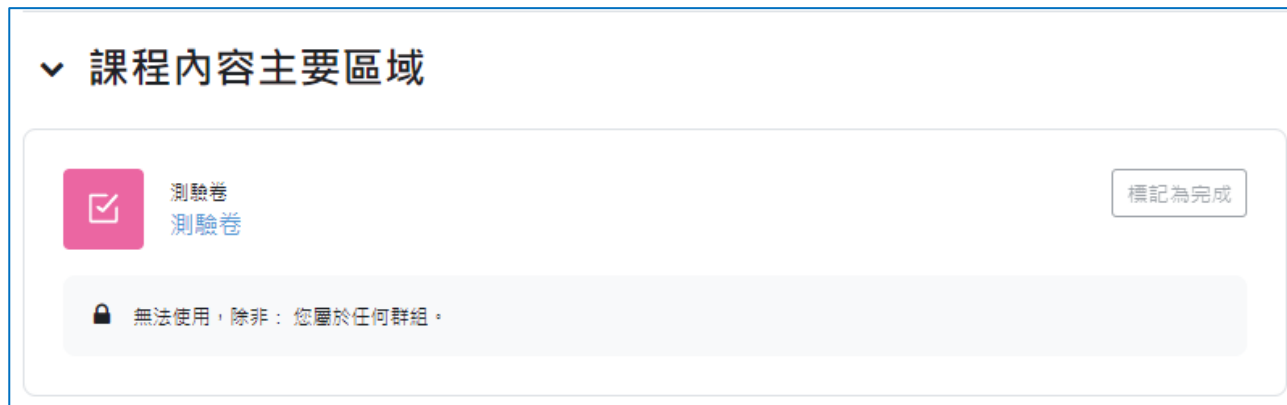 課程內容主要區域
測驗卷
測驗卷
標記為完成
無法使用，除非： 您屬於任何群組。